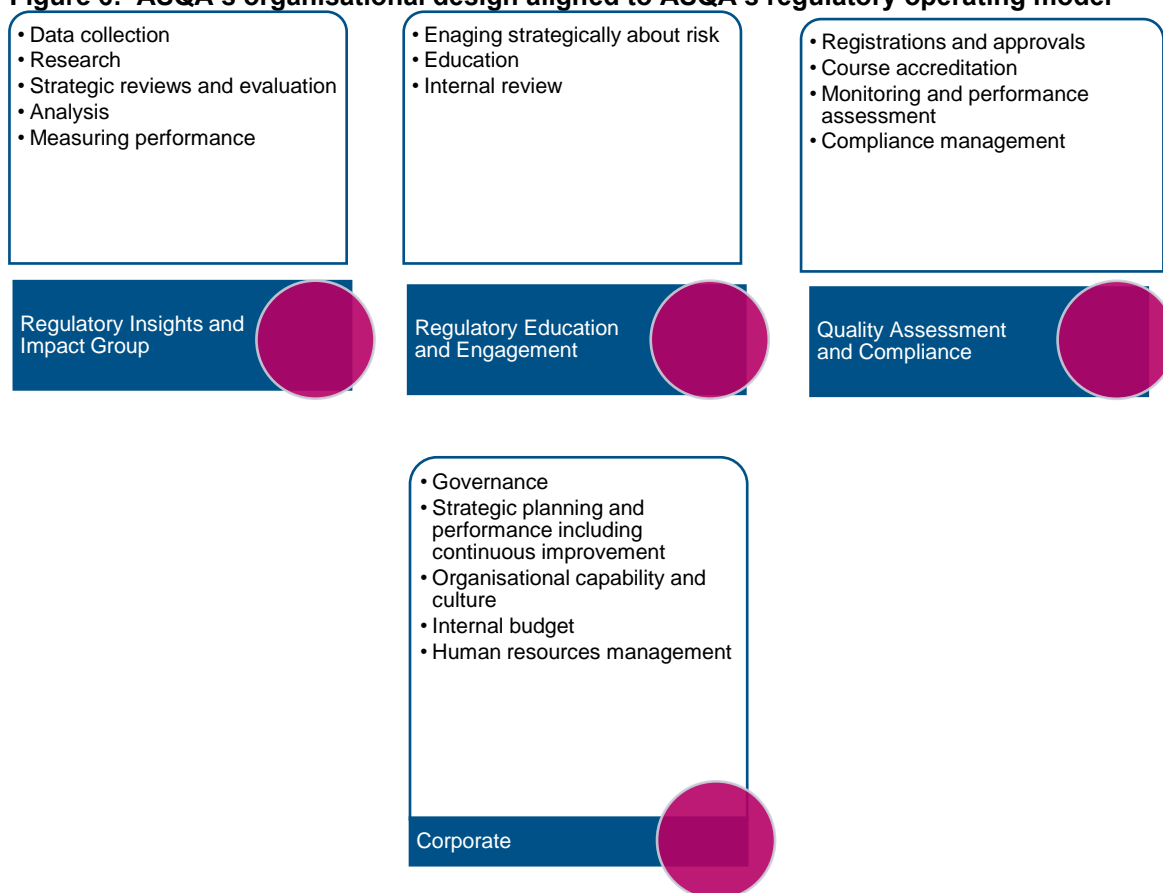 Figure ASQA's organisational design aligned to ASQA's regulatory operating model
• Data collection
• Research
• Strategic reviews and evaluation
• Analysis
• Measuring performance
Regulatory Insights and
Impact Group
• Enaging strategically about risk
• Education
• Internal review
Regulatory Education
and Engagement
• Registrations and approvals
• Course accreditation
• Monitoring and performance
assessment
• Compliance management
Quality Assessment
and Compliance
• Governance
• Strategic planning and
performance including
continuous improvement
• Organisational capability and
culture
• Internal budget
• Human resources management
Corporate